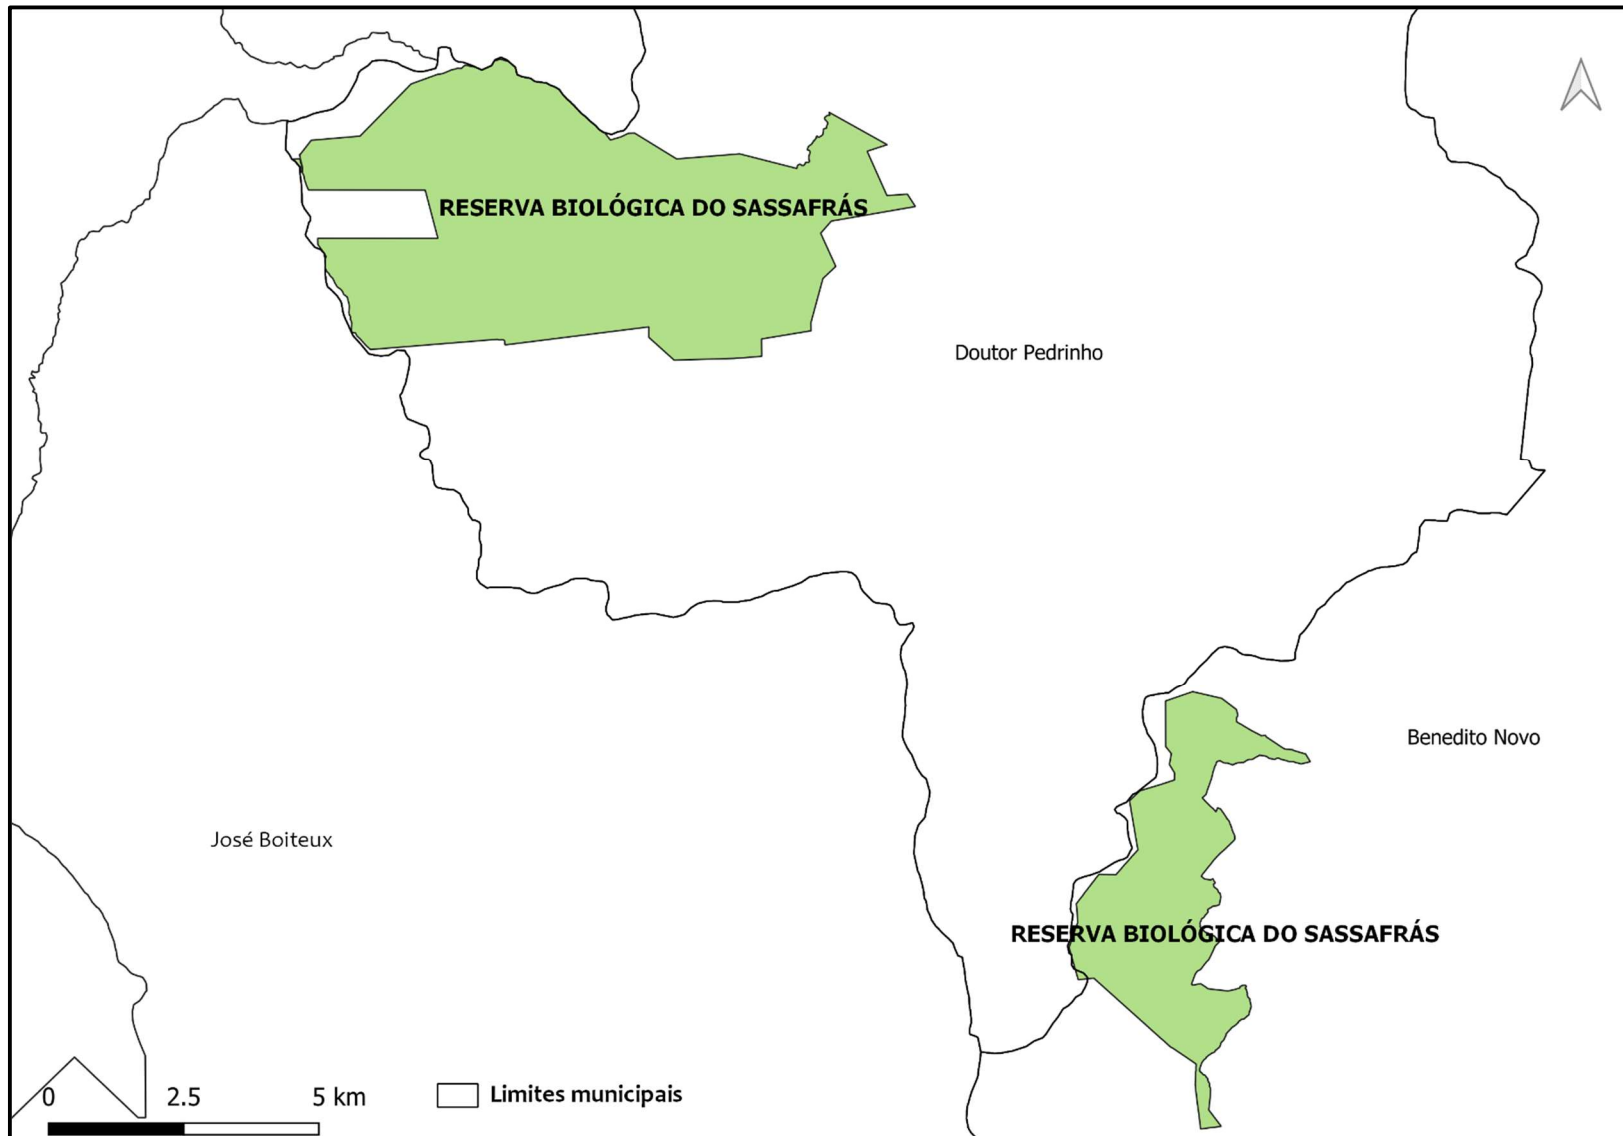 RESERVA BIOLÓGICA DO SASSAFRÁS
Doutor Pedrinho
Benedito Novo
José Boiteux
RESERVA BIOLÓGICA DO SASSAFRÁS
0 2.5 5 km
Limites municipais